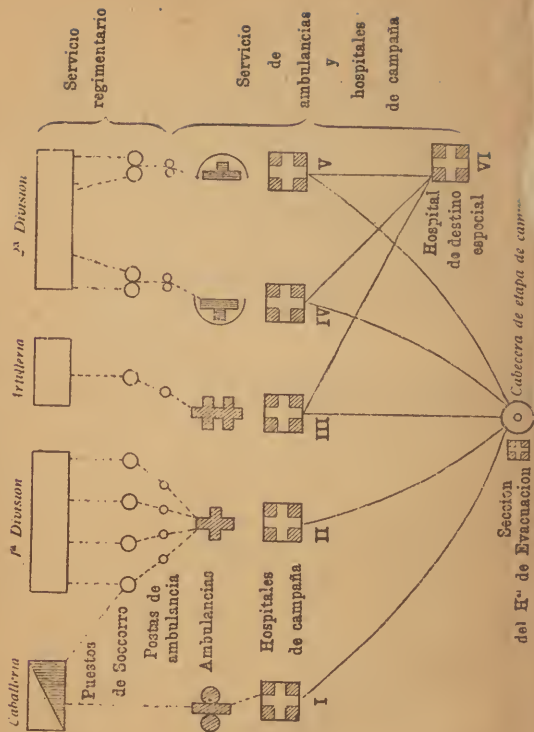 Caballeria
1ª Division
Artilleria
2ª Division
Servicio
regimentario
Puestos
de Soccorro
Postas de
ambulancia
Ambulancias
Servicio
de
ambulancias
y
hospitales
de campaña
Hospitales
de campaña
I
II
III
IV
V
Hospital
de destino
especial
VI
Seccion
del Hᵃˡ de Evacuacion
Cabecera de etapa de